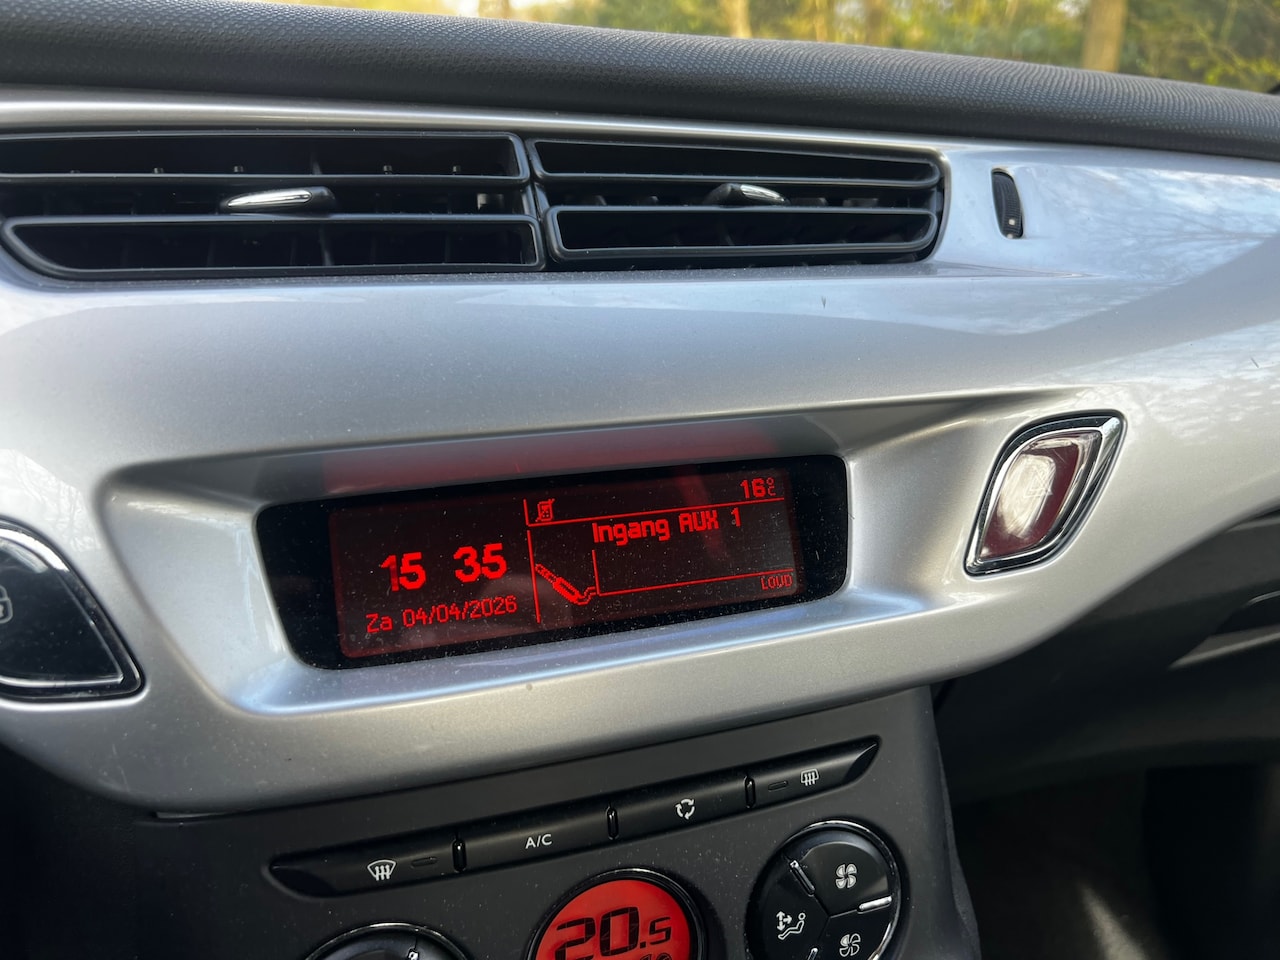 16°C
Ingang AUX 1
15 35
Za 04/04/2026
LOUD
A/C
20.5